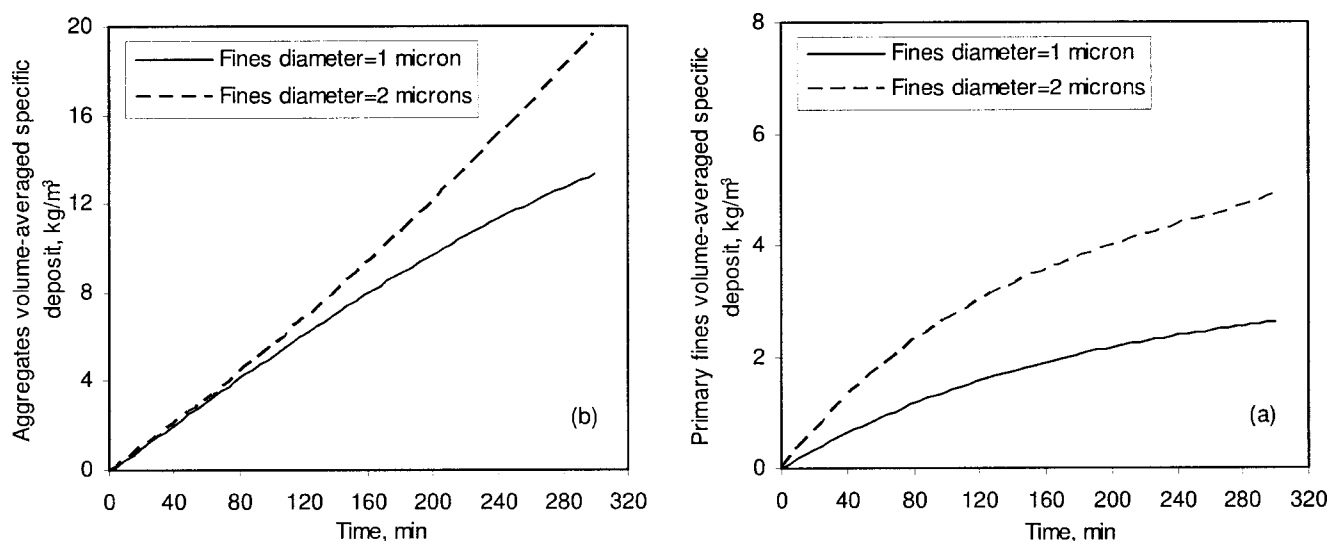 Aggregates volume-averaged specific
deposit, kg/m³
20
16
12
8
4
0
Fines diameter=1 micron
Fines diameter=2 microns
(b)
0 40 80 120 160 200 240 280 320
Time, min
Primary fines volume-averaged specific
deposit, kg/m³
8
6
4
2
0
Fines diameter=1 micron
Fines diameter=2 microns
(a)
0 40 80 120 160 200 240 280 320
Time, min